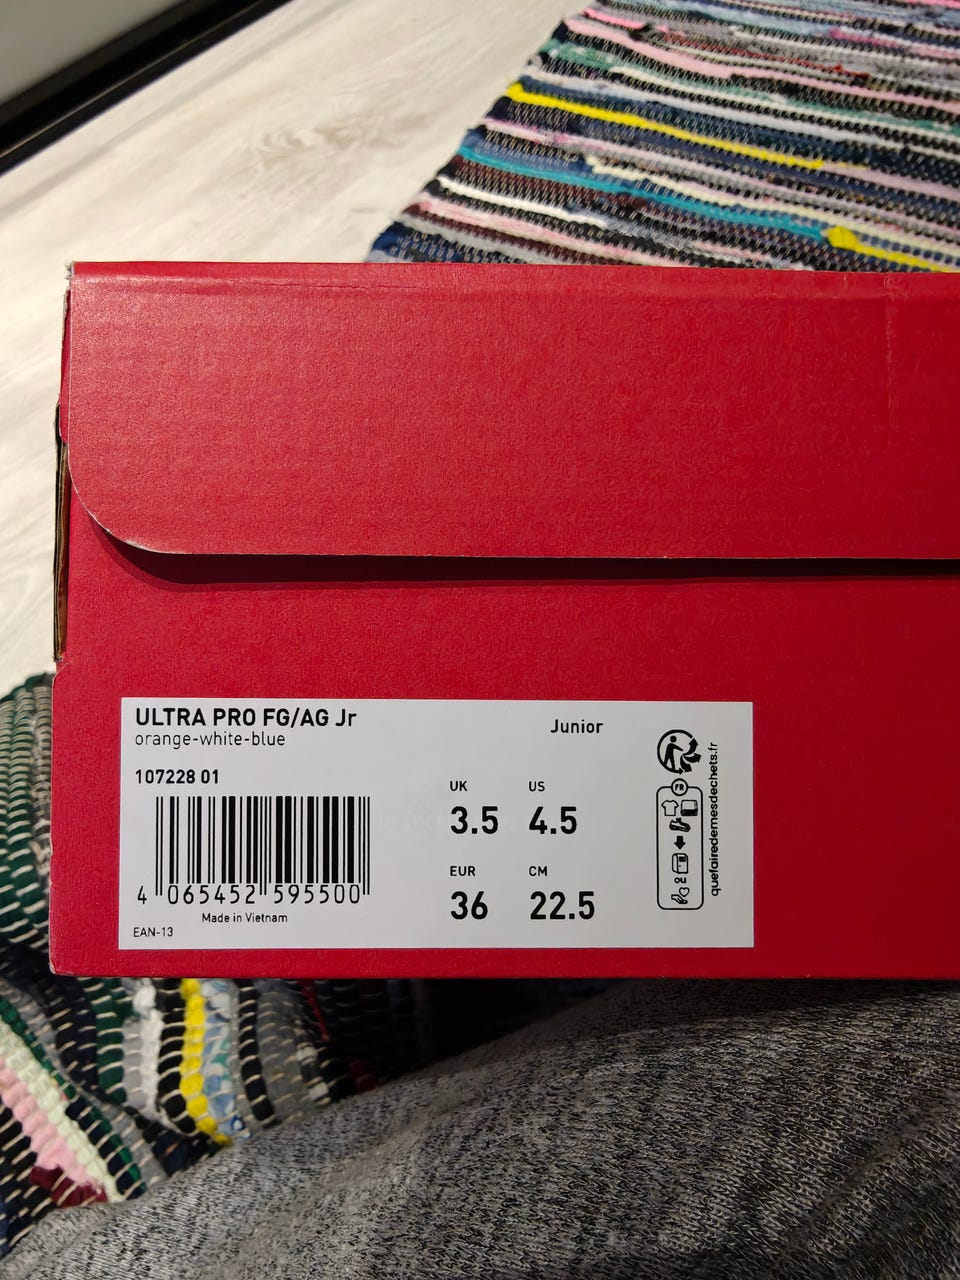 ULTRA PRO FG/AG Jr
orange-white-blue
Junior
107228 01
UK US
3.5 4.5
EUR CM
36 22.5
4 065452 595500
Made in Vietnam
EAN-13
FR
quefairedemesdechets.fr